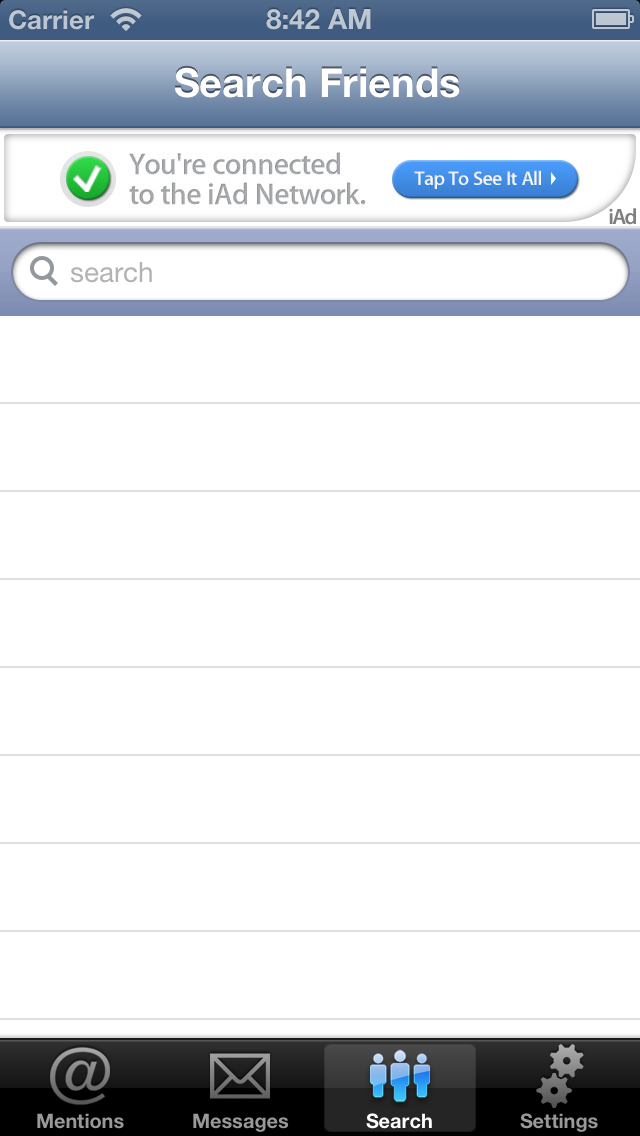 Carrier 8:42 AM
Search Friends
You're connected
to the iAd Network.
Tap To See It All
iAd
search
Mentions Messages Search Settings